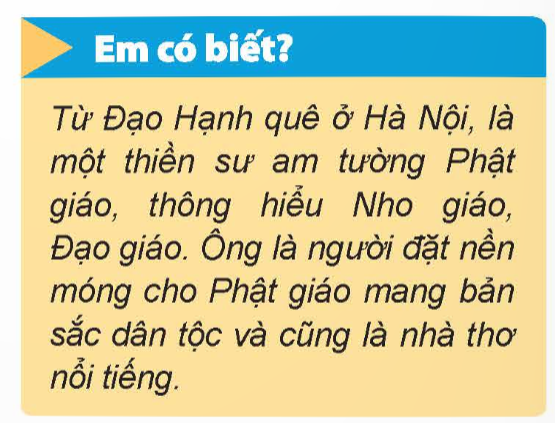 Em có biết?
Từ Đạo Hạnh quê ở Hà Nội, là
một thiền sư am tường Phật
giáo, thông hiểu Nho giáo,
Đạo giáo. Ông là người đặt nền
móng cho Phật giáo mang bản
sắc dân tộc và cũng là nhà thơ
nổi tiếng.